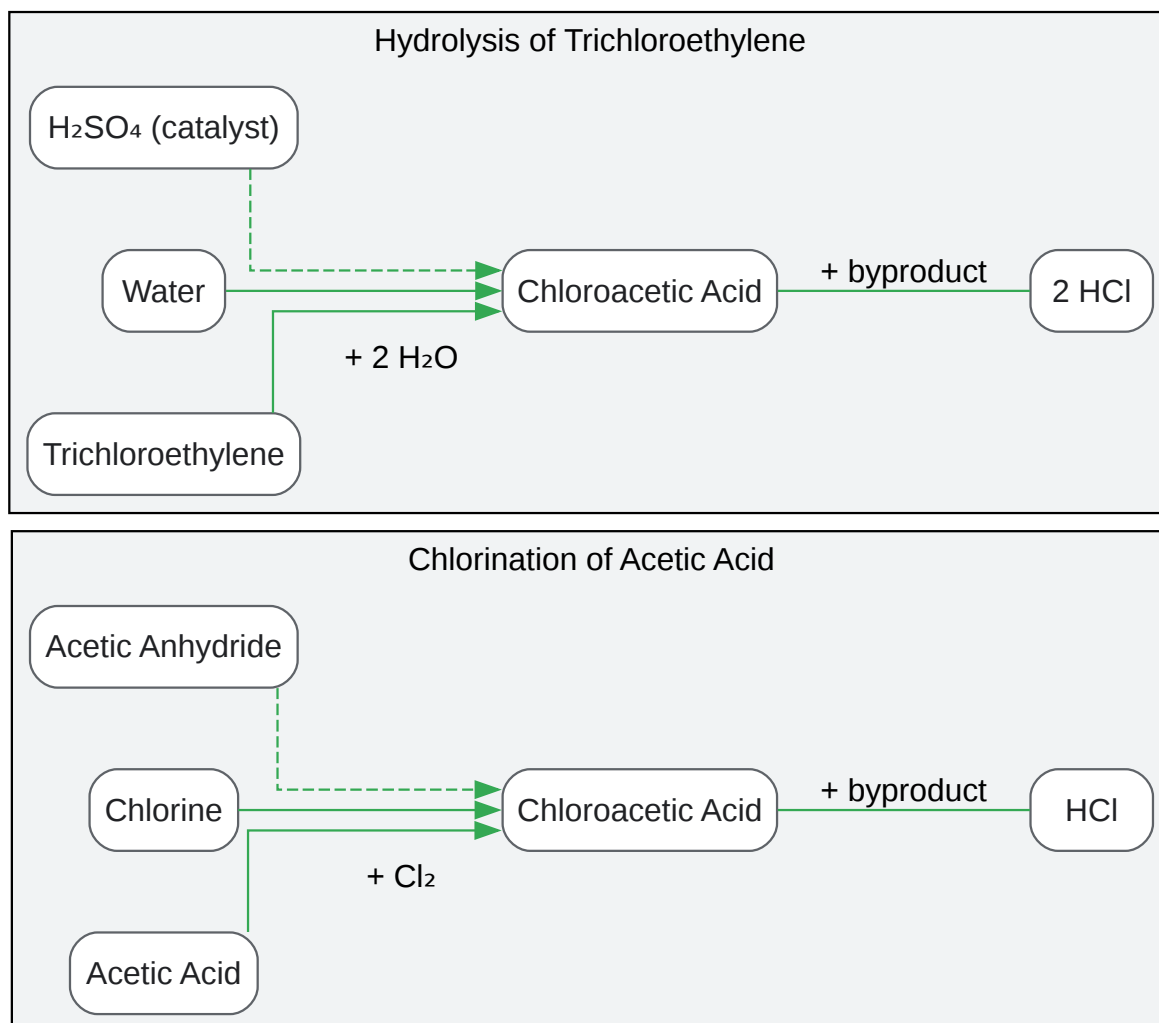 Hydrolysis of Trichloroethylene
H₂SO₄ (catalyst)
Water
Chloroacetic Acid
+ byproduct
2 HCl
+ 2 H₂O
Trichloroethylene
Chlorination of Acetic Acid
Acetic Anhydride
Chlorine
Chloroacetic Acid
+ byproduct
HCl
+ Cl₂
Acetic Acid